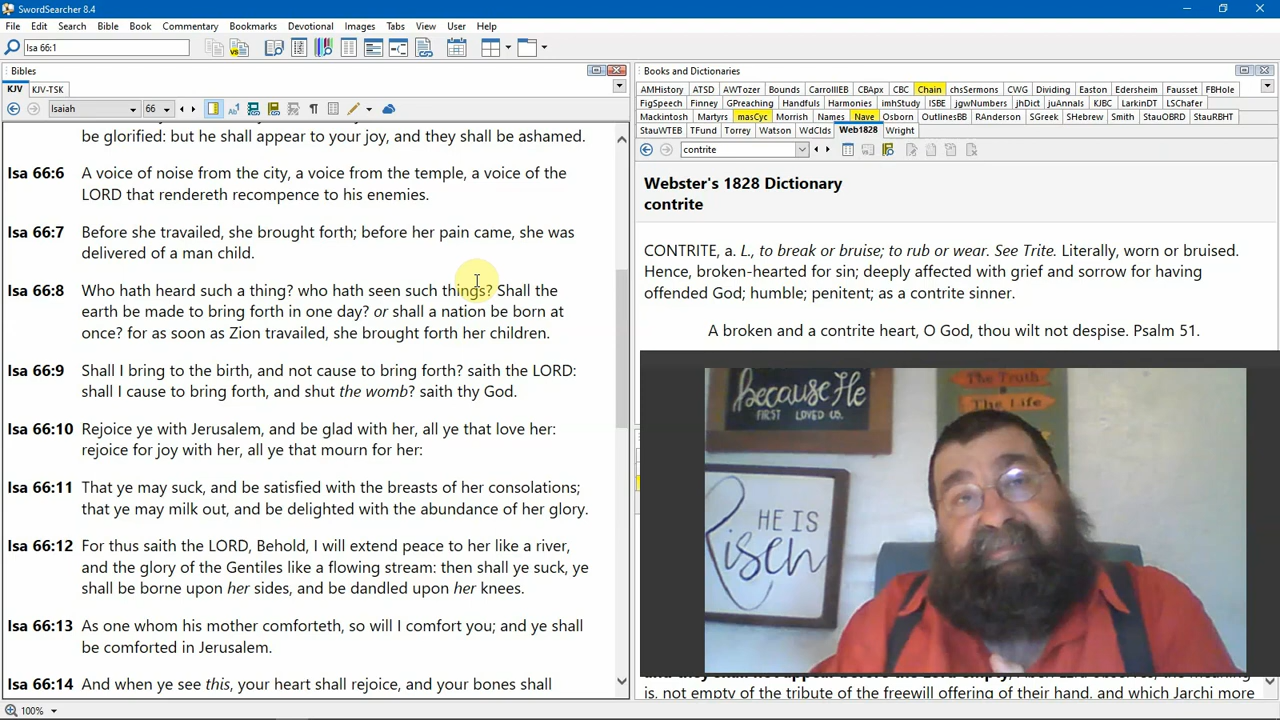 SwordSearcher 8.4
File Edit Search Bible Book Commentary Bookmarks Devotional Images Tabs View User Help
Isa 66:1
Bibles
KJV KJV-TSK
Isaiah 66
be glorified: but he shall appear to your joy, and they shall be ashamed.
Isa 66:6 A voice of noise from the city, a voice from the temple, a voice of the
LORD that rendereth recompence to his enemies.
Isa 66:7 Before she travailed, she brought forth; before her pain came, she was
delivered of a man child.
Isa 66:8 Who hath heard such a thing? who hath seen such things? Shall the
earth be made to bring forth in one day? or shall a nation be born at
once? for as soon as Zion travailed, she brought forth her children.
Isa 66:9 Shall I bring to the birth, and not cause to bring forth? saith the LORD:
shall I cause to bring forth, and shut the womb? saith thy God.
Isa 66:10 Rejoice ye with Jerusalem, and be glad with her, all ye that love her:
rejoice for joy with her, all ye that mourn for her:
Isa 66:11 That ye may suck, and be satisfied with the breasts of her consolations;
that ye may milk out, and be delighted with the abundance of her glory.
Isa 66:12 For thus saith the LORD, Behold, I will extend peace to her like a river,
and the glory of the Gentiles like a flowing stream: then shall ye suck, ye
shall be borne upon her sides, and be dandled upon her knees.
Isa 66:13 As one whom his mother comforteth, so will I comfort you; and ye shall
be comforted in Jerusalem.
Isa 66:14 And when ye see this, your heart shall rejoice, and your bones shall
100%
Books and Dictionaries
AMHistory ATSD AWTozer Bounds CarrollEB CBApx CBC Chain chsSermons CWG Dividing Easton Edersheim Fausset FBHole
FigSpeech Finney GPreaching Handfuls Harmonies imhStudy ISBE jgwNumbers jhDict juAnnals KJBC LarkinDT LSChafer
Mackintosh Martyrs masCyc Morrish Names Nave Osborn OutlinesBB RAnderson SGreek SHebrew Smith StauOBRD StauRBHT
StauWTEB TFund Torrey Watson WdClds Web1828 Wright
contrite
Webster's 1828 Dictionary
contrite
CONTRITE, a. L., to break or bruise; to rub or wear. See Trite. Literally, worn or bruised.
Hence, broken-hearted for sin; deeply affected with grief and sorrow for having
offended God; humble; penitent; as a contrite sinner.
A broken and a contrite heart, O God, thou wilt not despise. Psalm 51.
because He
FIRST LOVED US.
The Truth
The Life
HE IS
Risen
is, not empty of the tribute of the freewill offering of their hand, and which Jarchi more